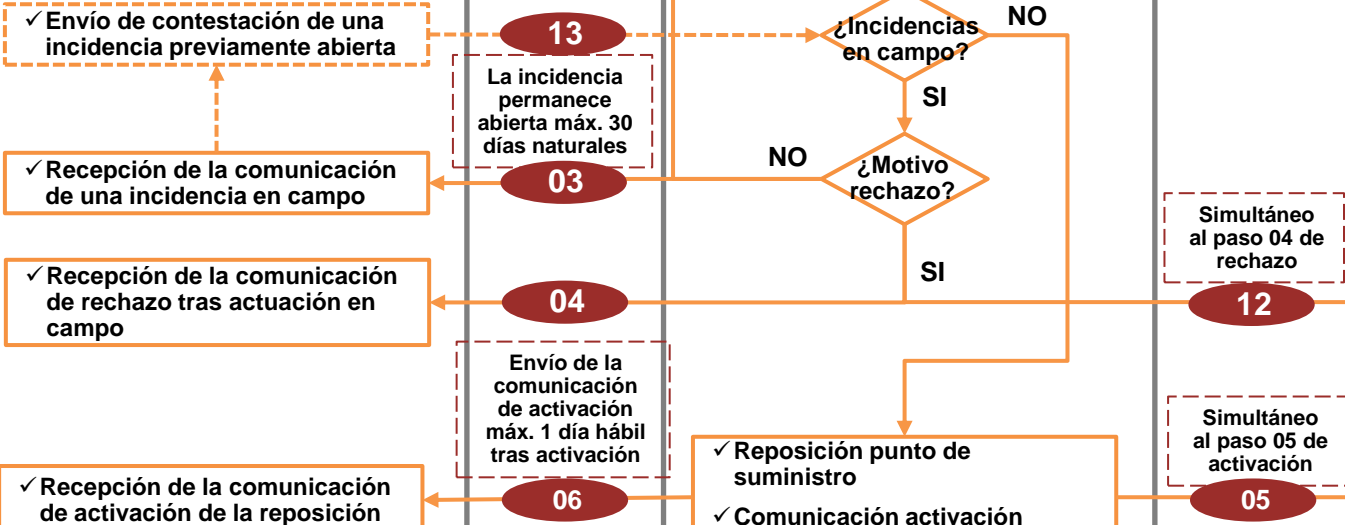 ✓ Envío de contestación de una
incidencia previamente abierta
13
¿Incidencias
en campo?
NO
La incidencia
permanece
abierta máx. 30
días naturales
SI
✓ Recepción de la comunicación
de una incidencia en campo
03
NO
¿Motivo
rechazo?
Simultáneo
al paso 04 de
rechazo
SI
✓ Recepción de la comunicación
de rechazo tras actuación en
campo
04
12
Envío de la
comunicación
de activación
máx. 1 día hábil
tras activación
Simultáneo
al paso 05 de
activación
✓ Recepción de la comunicación
de activación de la reposición
06
✓ Reposición punto de
suministro
✓ Comunicación activación
05